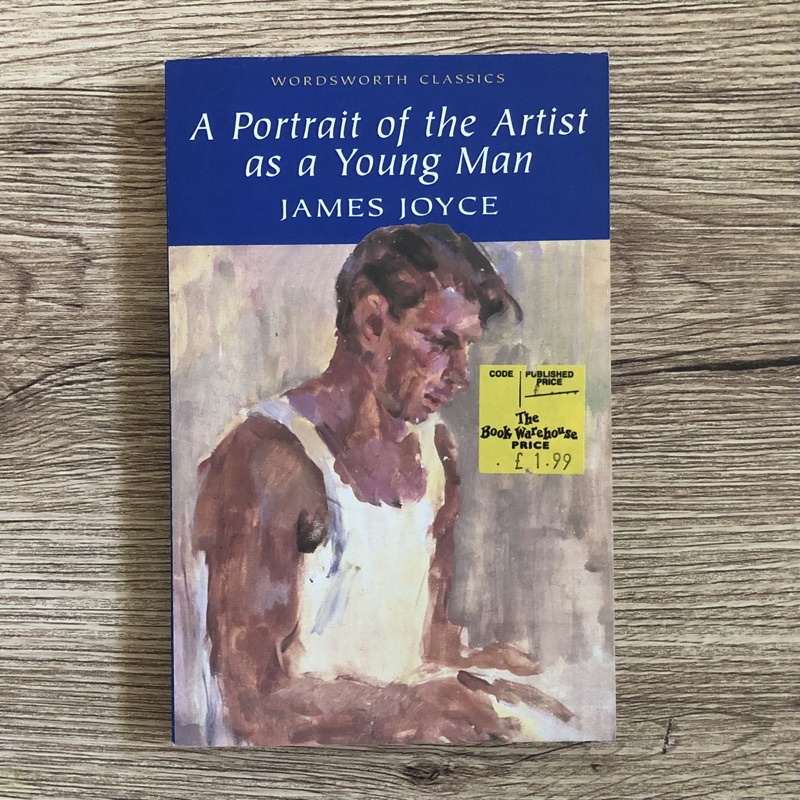 WORDSWORTH CLASSICS
A Portrait of the Artist
as a Young Man
JAMES JOYCE
CODE
PUBLISHED
PRICE
£
The
Book Warehouse
PRICE
. £ 1.99